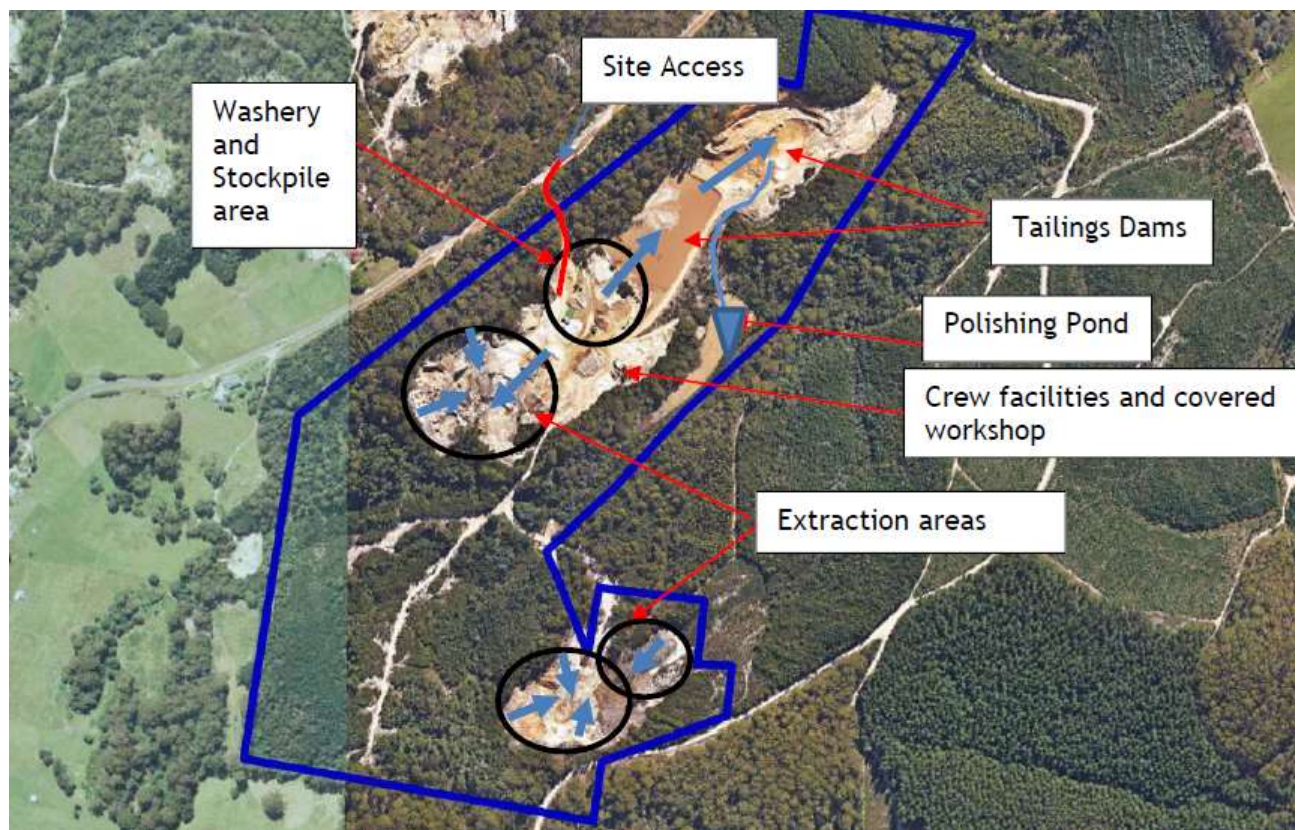 Site Access
Washery
and
Stockpile
area
Tailings Dams
Polishing Pond
Crew facilities and covered
workshop
Extraction areas